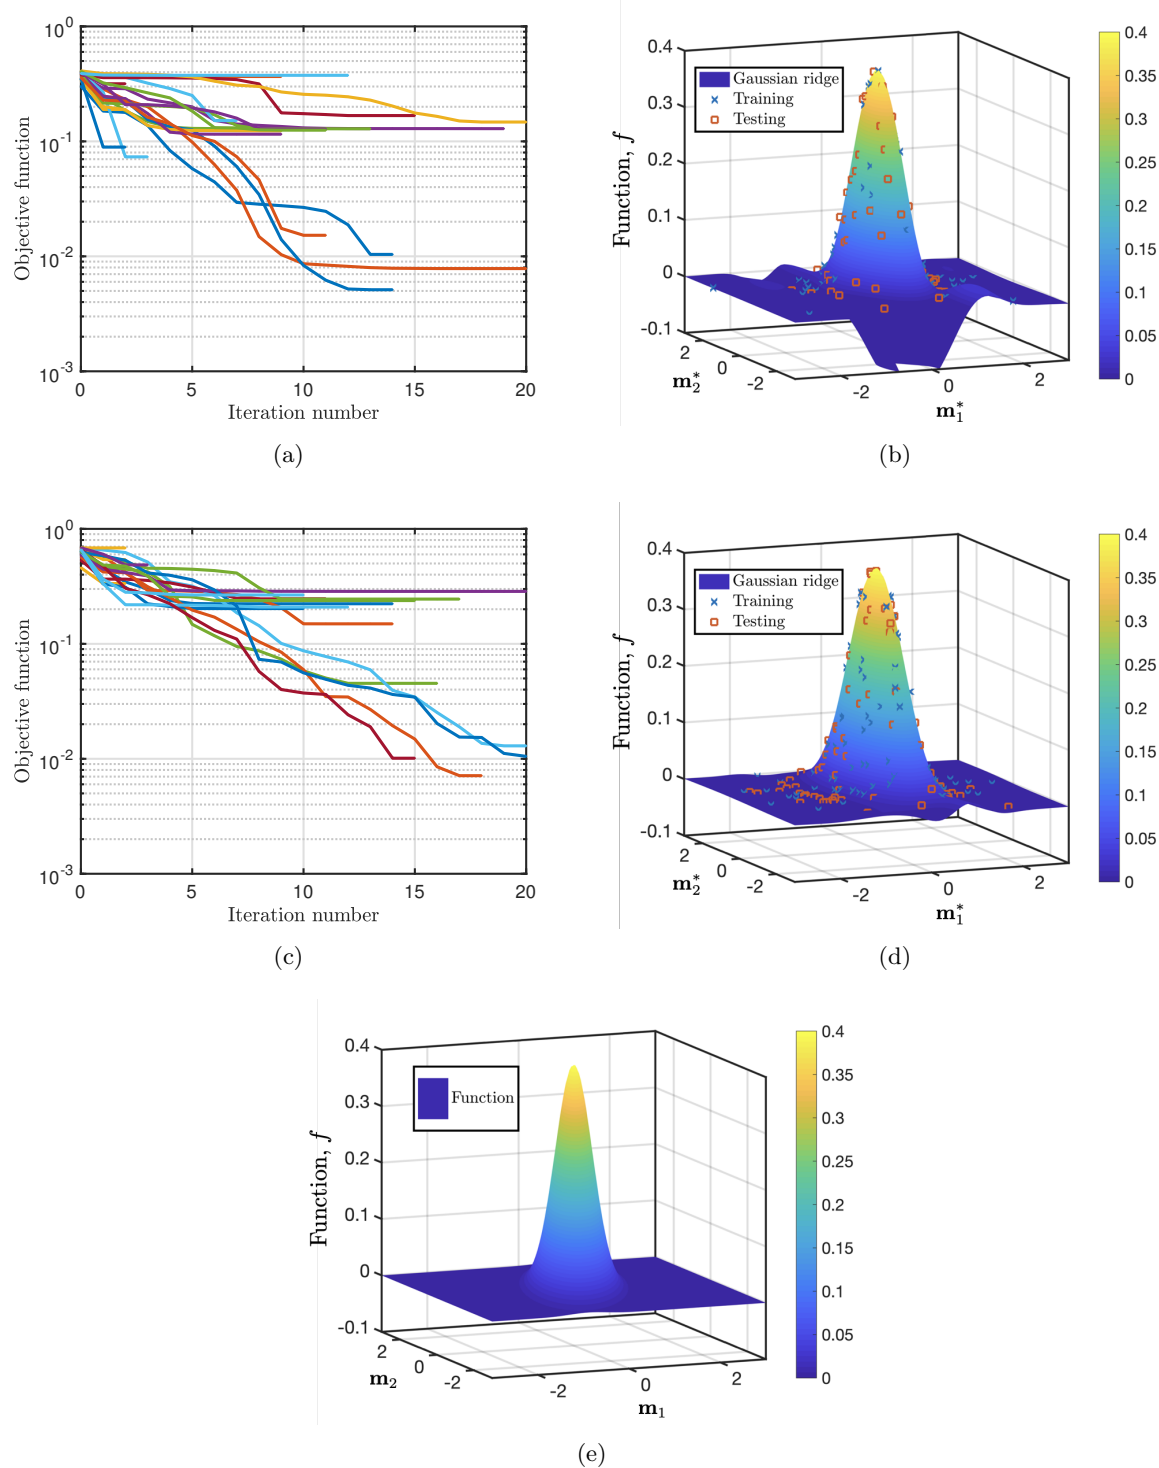 10^0
10^-1
10^-2
10^-3
0 5 10 15 20
Objective function
Iteration number
(a)
0.4
0.3
0.2
0.1
0
-0.1
Function, f
Gaussian ridge
Training
Testing
2 0 -2
m_2^*
-2 0 2
m_1^*
0.4
0.35
0.3
0.25
0.2
0.15
0.1
0.05
0
(b)
10^0
10^-1
10^-2
10^-3
0 5 10 15 20
Objective function
Iteration number
(c)
0.4
0.3
0.2
0.1
0
-0.1
Function, f
Gaussian ridge
Training
Testing
2 0 -2
m_2^*
-2 0 2
m_1^*
0.4
0.35
0.3
0.25
0.2
0.15
0.1
0.05
0
(d)
0.4
0.3
0.2
0.1
0
-0.1
Function, f
Function
2 0 -2
m_2
-2 0 2
m_1
0.4
0.35
0.3
0.25
0.2
0.15
0.1
0.05
0
(e)